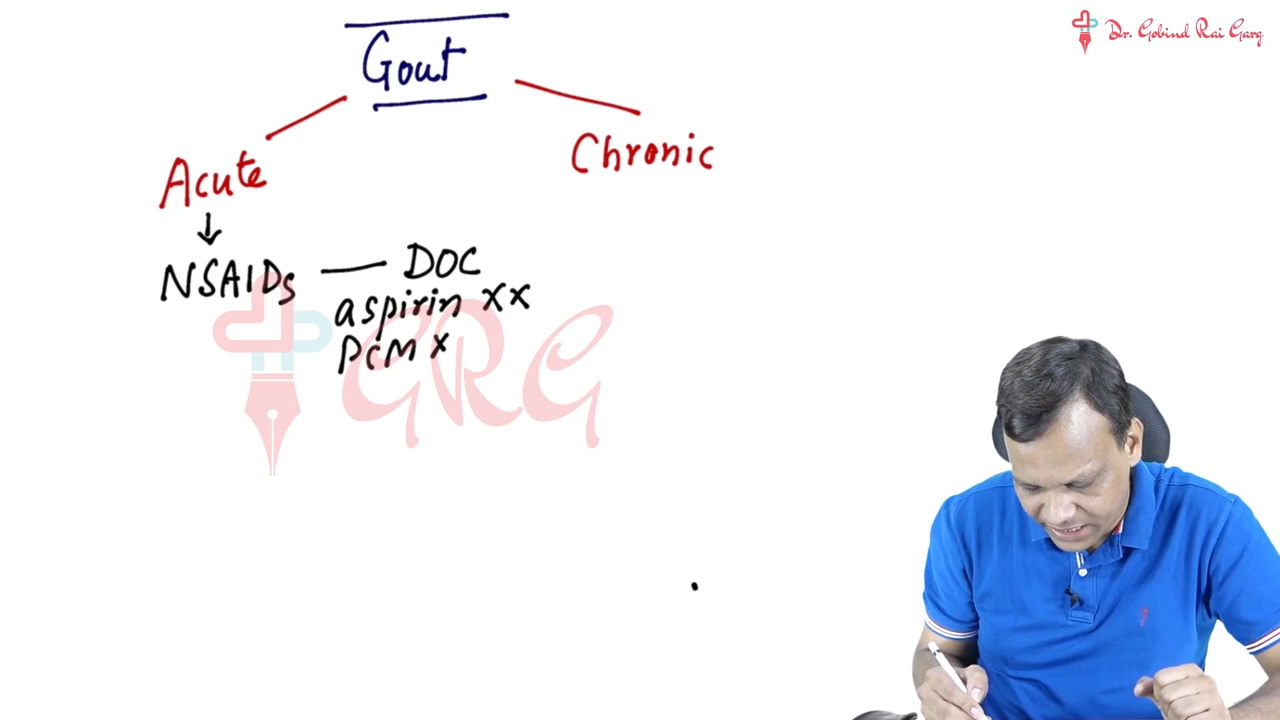 Dr. Gobind Rai Garg
Gout
Acute
Chronic
↓
NSAIDs — DOC
aspirin xx
PCM x
GRG